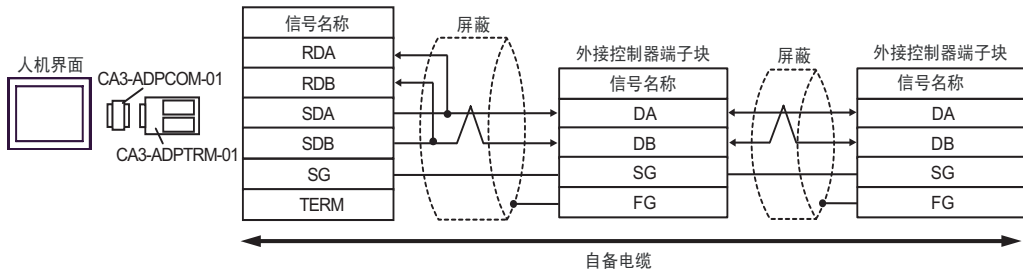 人机界面
CA3-ADPCOM-01
CA3-ADPTRM-01
信号名称
RDA
RDB
SDA
SDB
SG
TERM
屏蔽
外接控制器端子块
信号名称
DA
DB
SG
FG
屏蔽
外接控制器端子块
信号名称
DA
DB
SG
FG
自备电缆